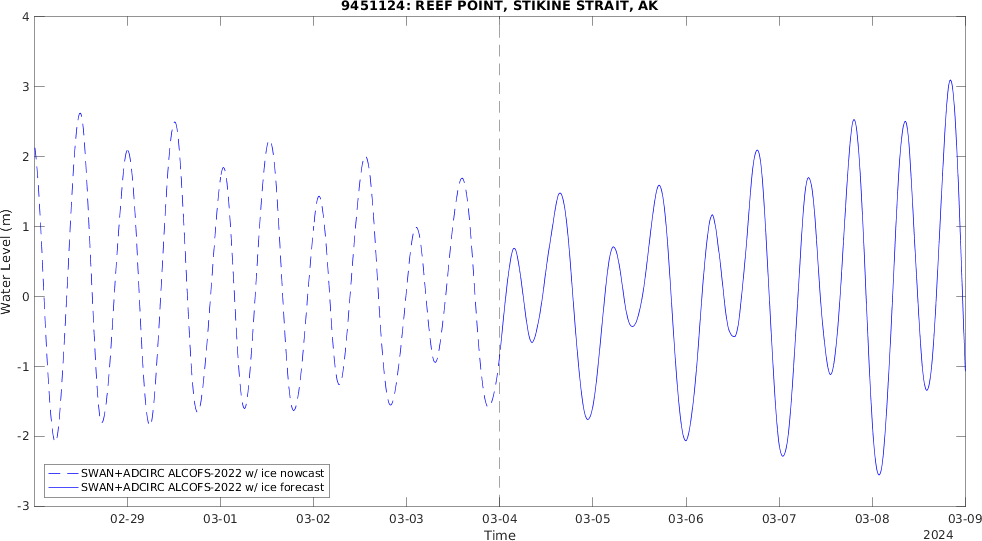 9451124: REEF POINT, STIKINE STRAIT, AK
4
3
2
1
0
-1
-2
-3
Water Level (m)
SWAN+ADCIRC ALCOFS-2022 w/ ice nowcast
SWAN+ADCIRC ALCOFS-2022 w/ ice forecast
02-29 03-01 03-02 03-03 03-04 03-05 03-06 03-07 03-08 03-09
Time
2024